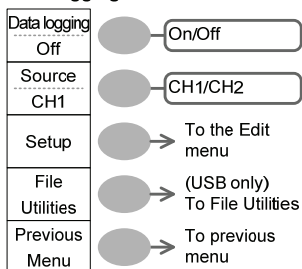 Data logging
Off
On/Off
Source
CH1
CH1/CH2
Setup
To the Edit
menu
File
Utilities
(USB only)
To File Utilities
Previous
Menu
To previous
menu